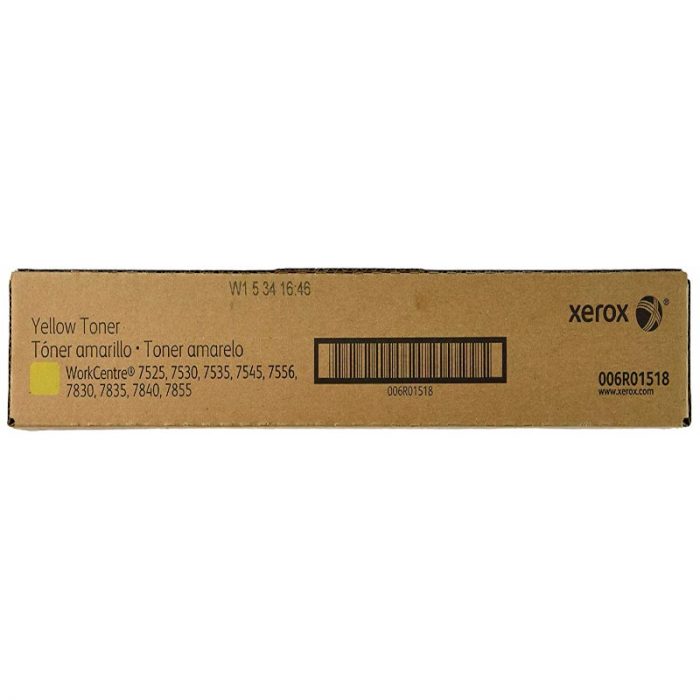 W1 5 34 16:46
Yellow Toner
Tóner amarillo • Toner amarelo
WorkCentre® 7525, 7530, 7535, 7545, 7556,
7830, 7835, 7840, 7855
006R01518
xerox
006R01518
www.xerox.com